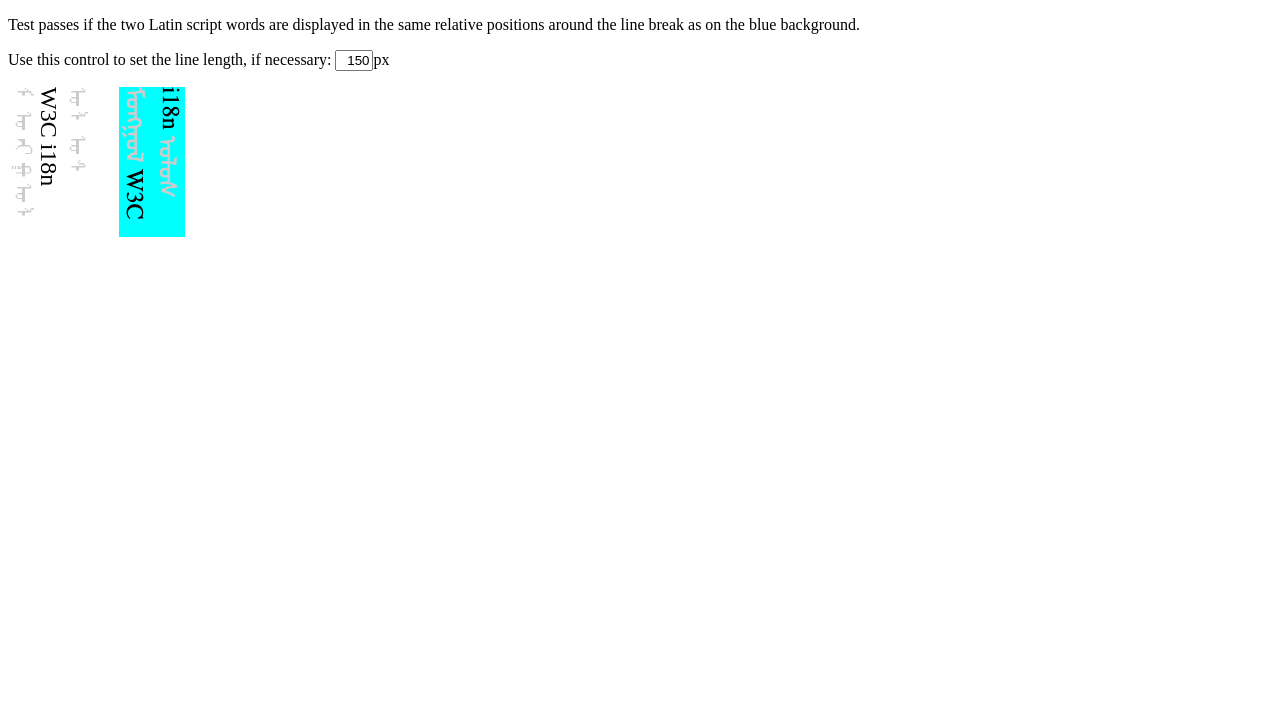 Test passes if the two Latin script words are displayed in the same relative positions around the line break as on the blue background.
Use this control to set the line length, if necessary: 150px
W3C i18n
W3C
i18n